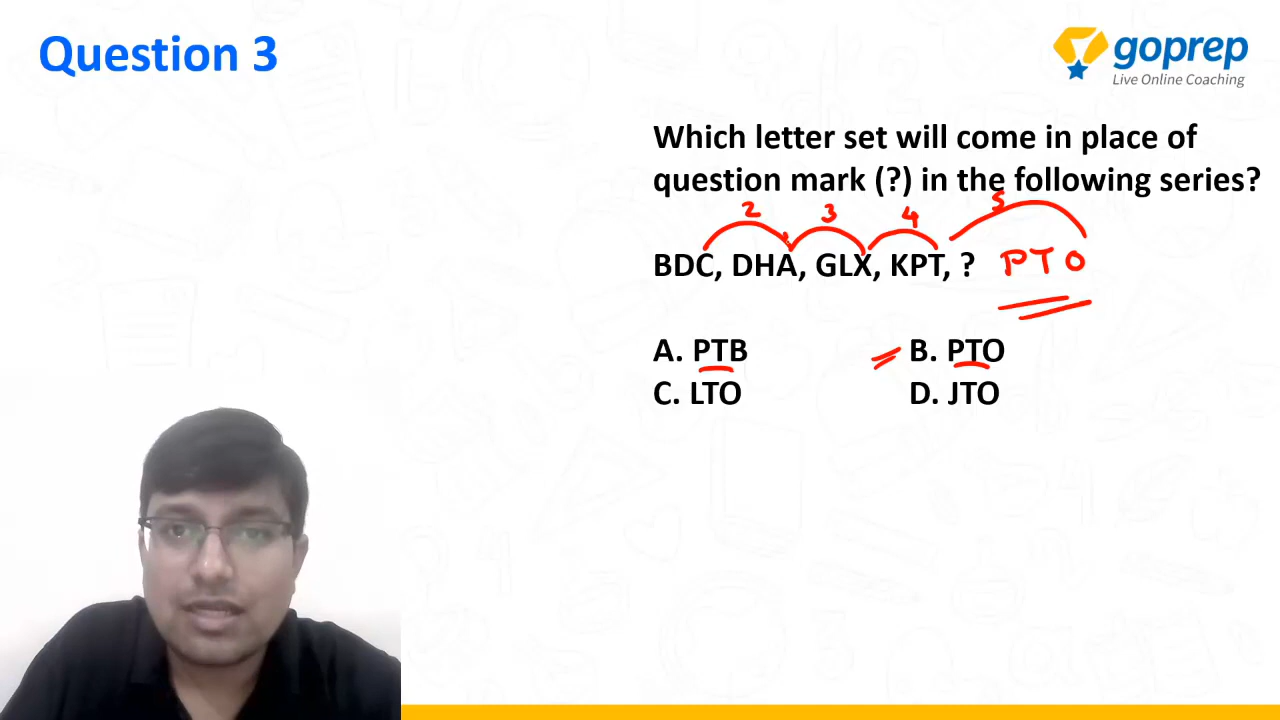 Question 3
goprep
Live Online Coaching
Which letter set will come in place of
question mark (?) in the following series?
2 3 4 5
BDC, DHA, GLX, KPT, ? PTO
A. PTB B. PTO
C. LTO D. JTO